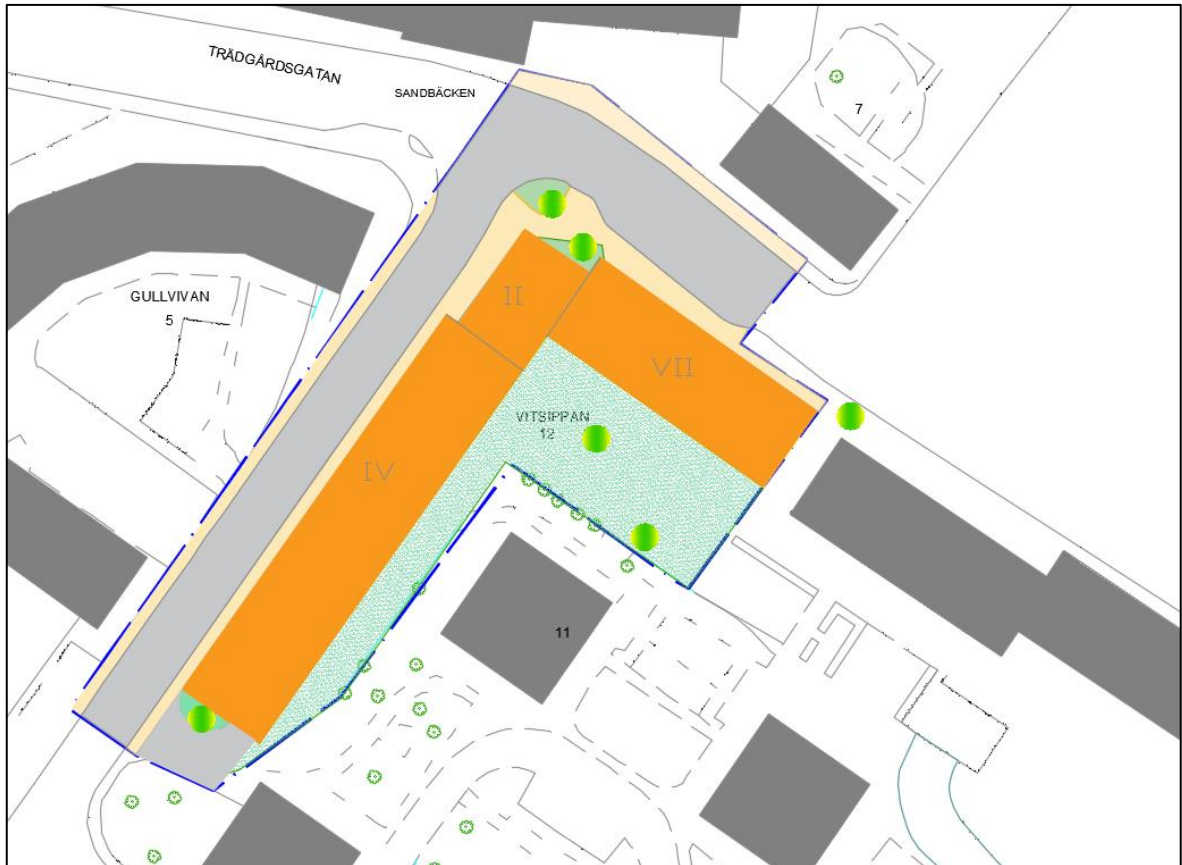 TRÄDGÅRDSGATAN
SANDBÄCKEN
7
GULLVIVAN
5
II
VII
VITSIPPAN
12
IV
11